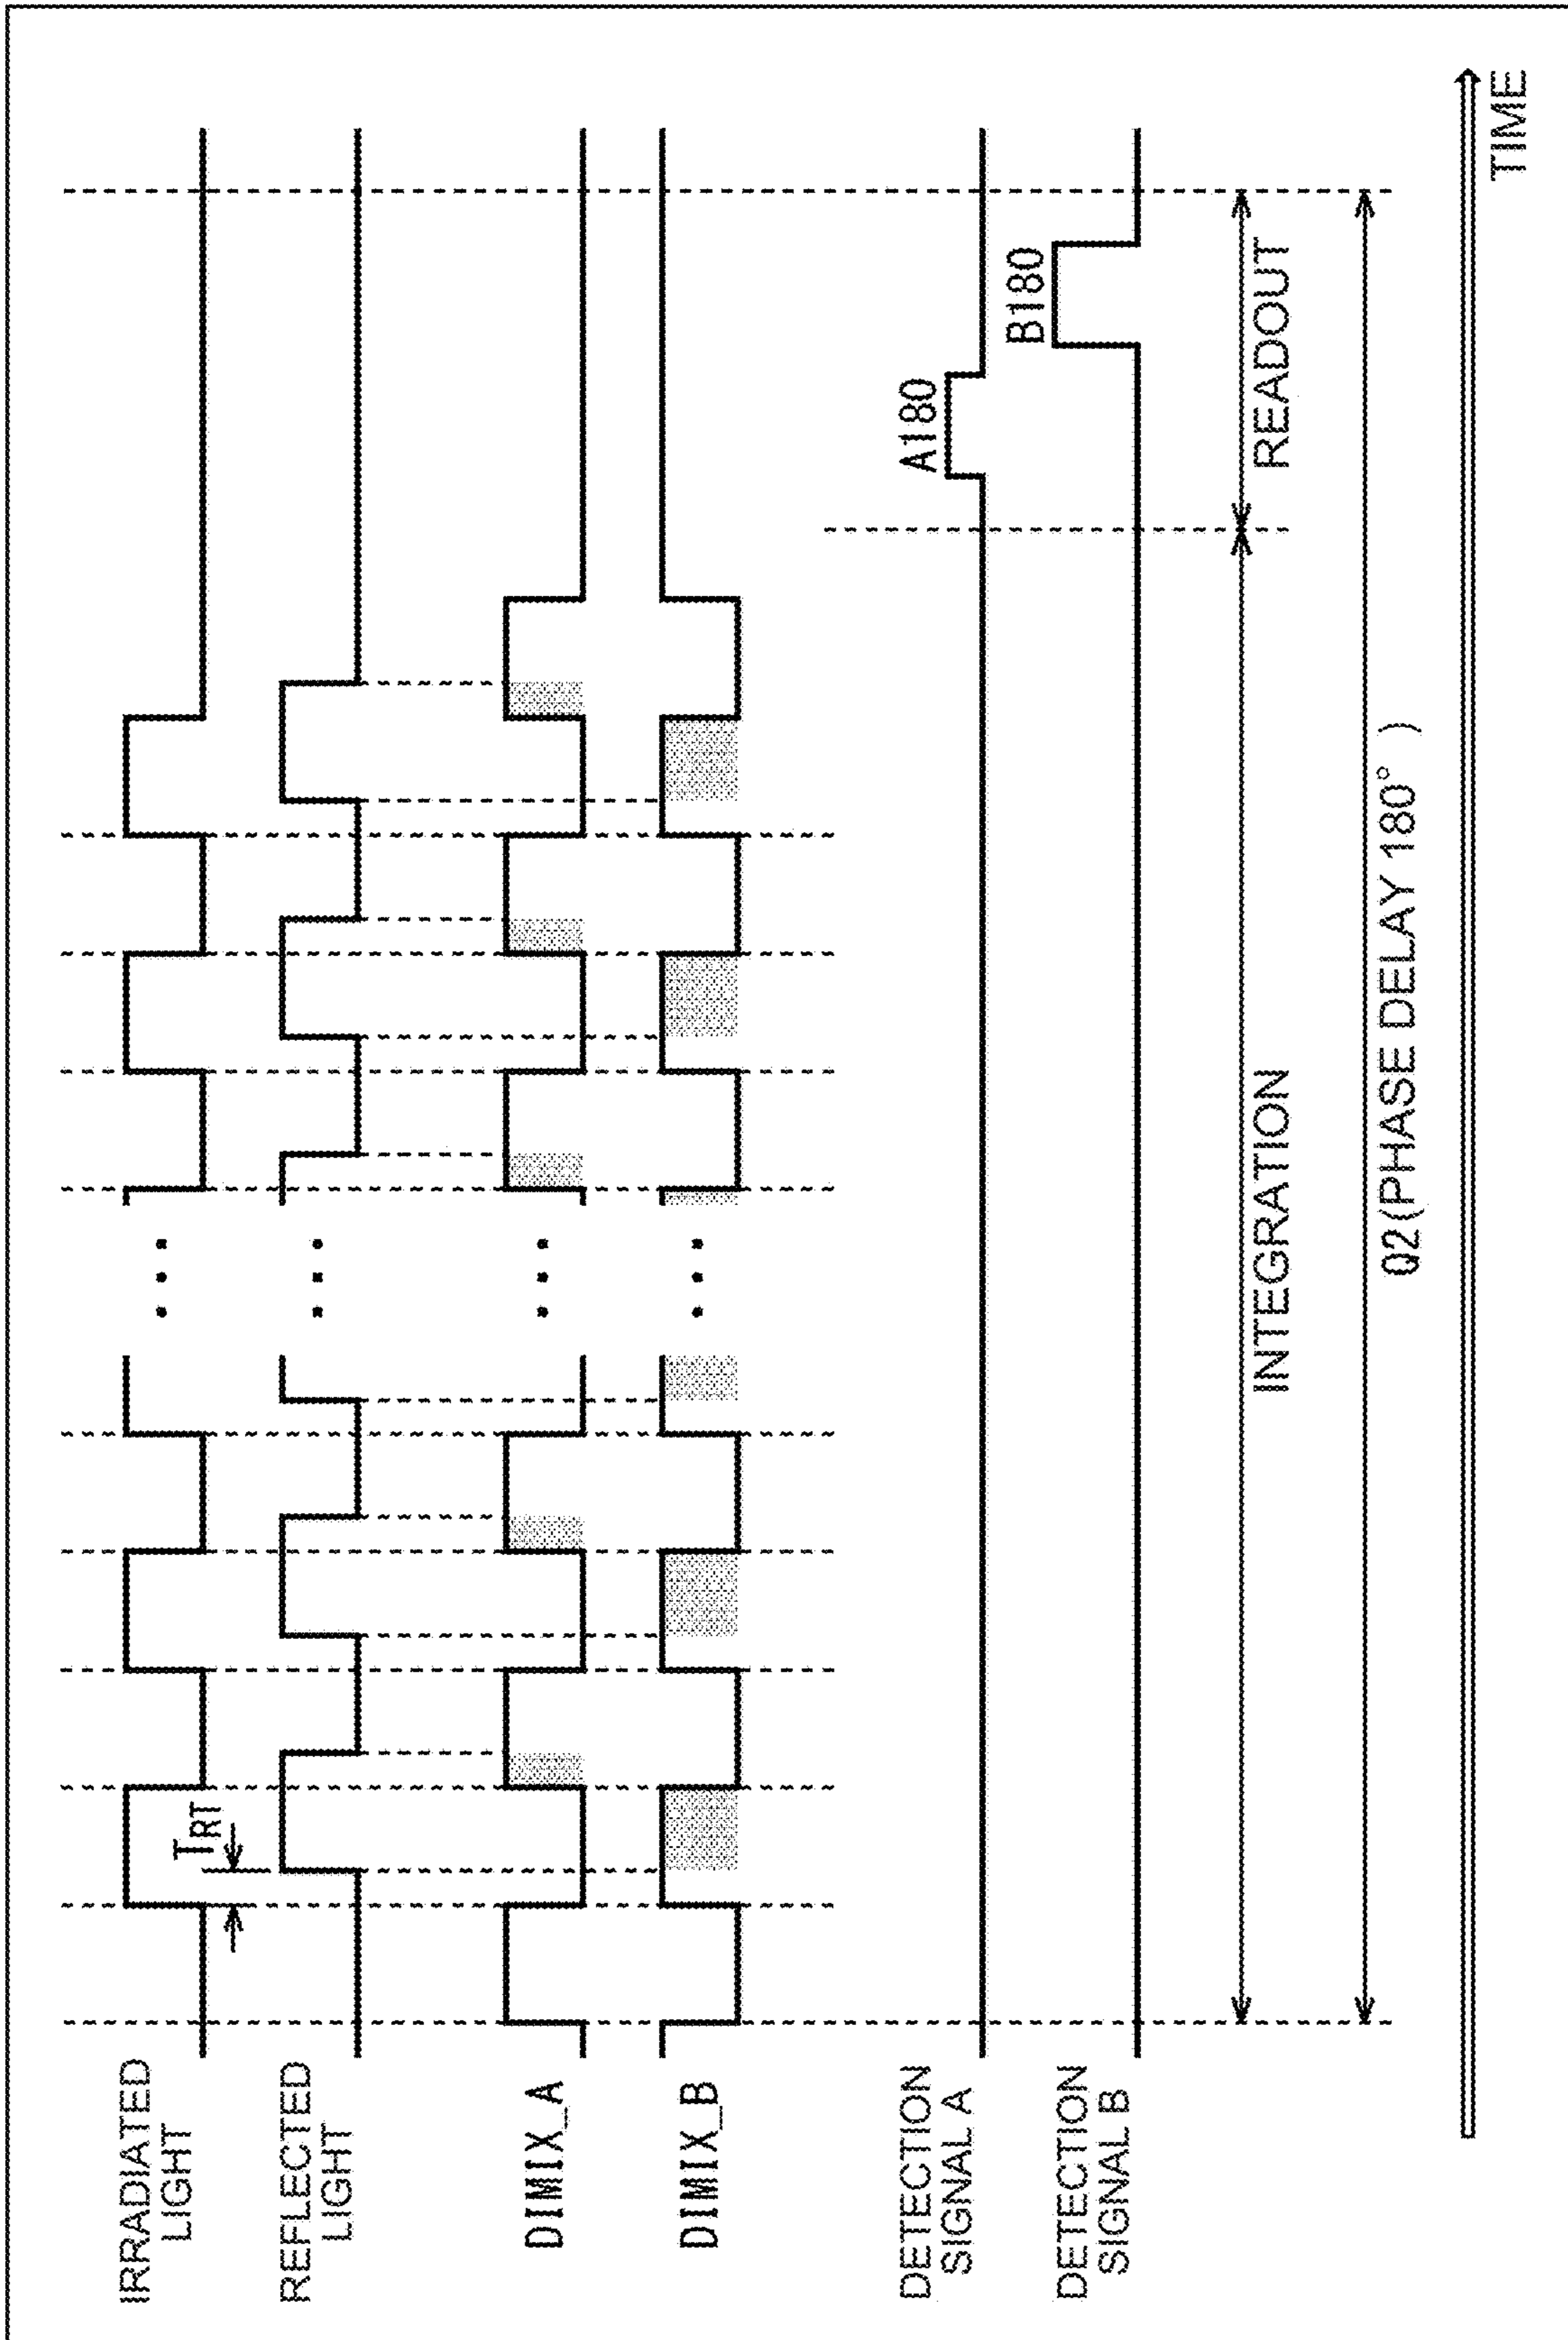 IRRADIATED
LIGHT
TRT
REFLECTED
LIGHT
DIMIX_A
DIMIX_B
DETECTION
SIGNAL A
A180
DETECTION
SIGNAL B
B180
INTEGRATION
READOUT
Q2(PHASE DELAY 180° )
TIME